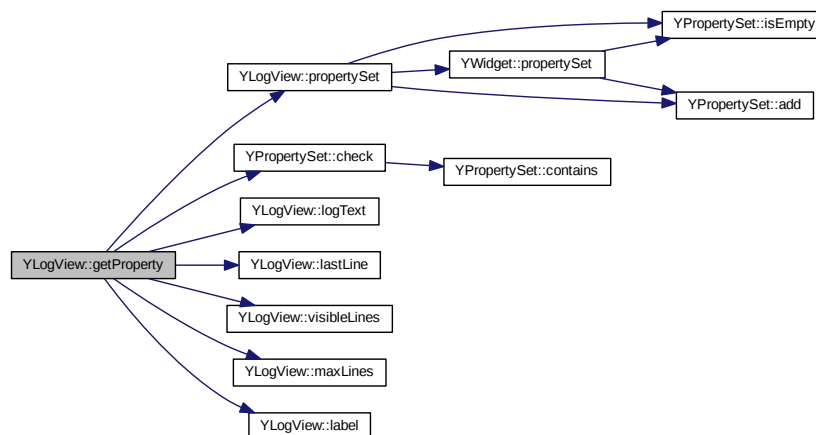 YPropertySet::isEmpty
YWidget::propertySet
YLogView::propertySet
YPropertySet::add
YPropertySet::check
YPropertySet::contains
YLogView::logText
YLogView::getProperty
YLogView::lastLine
YLogView::visibleLines
YLogView::maxLines
YLogView::label